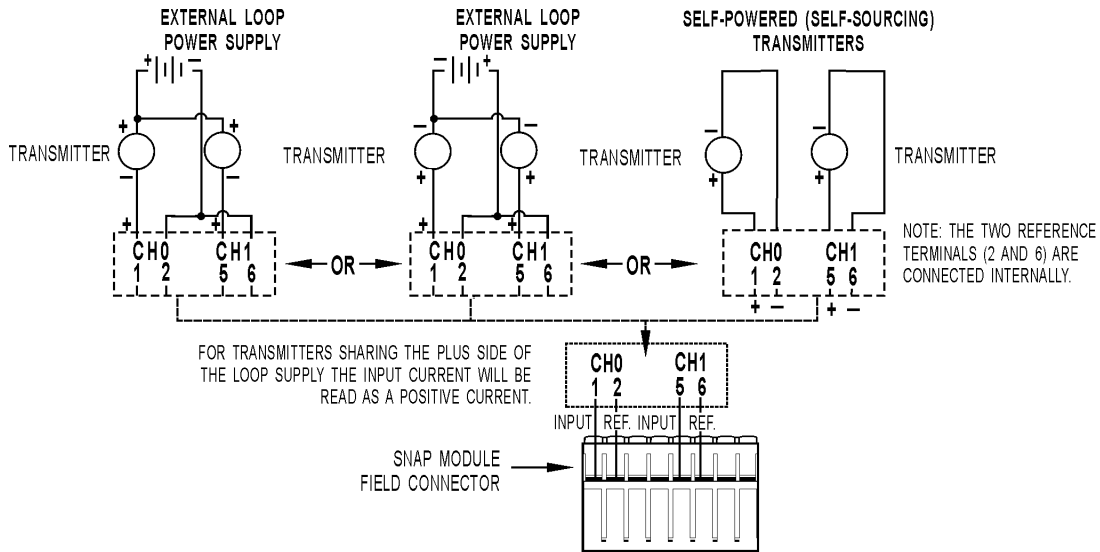 EXTERNAL LOOP
POWER SUPPLY
EXTERNAL LOOP
POWER SUPPLY
SELF-POWERED (SELF-SOURCING)
TRANSMITTERS
+ −
− +
+ +
− −
− −
TRANSMITTER
TRANSMITTER
TRANSMITTER
TRANSMITTER
− −
+ +
+ +
+ +
+ +
CH0 CH1
1 2 5 6
OR
CH0 CH1
1 2 5 6
OR
CH0 CH1
1 2 5 6
+ − + −
NOTE: THE TWO REFERENCE
TERMINALS (2 AND 6) ARE
CONNECTED INTERNALLY.
FOR TRANSMITTERS SHARING THE PLUS SIDE OF
THE LOOP SUPPLY THE INPUT CURRENT WILL BE
READ AS A POSITIVE CURRENT.
CH0 CH1
1 2 5 6
INPUT REF. INPUT REF.
SNAP MODULE
FIELD CONNECTOR